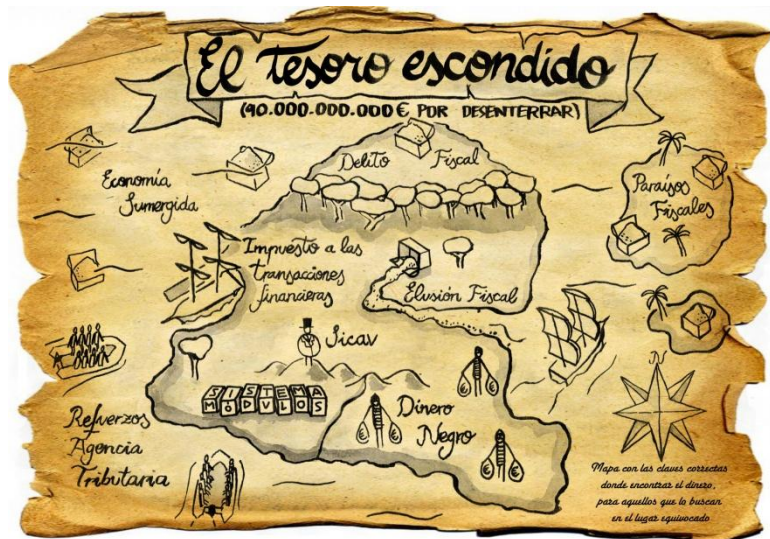 El tesoro escondido
(90.000.000.000€ POR DESENTERRAR)
Delito Fiscal
Economía
Sumergida
Paraísos
Fiscales
Impuesto a las
transacciones
financieras
Elusión Fiscal
Sicav
SISTEMA
MÓDULOS
Dinero
Negro
€ €
€ €
€ €
Refuerzos
Agencia
Tributaria
N
Mapa con las claves correctas
donde encontrar el dinero,
para aquellos que lo buscan
en el lugar equivocado